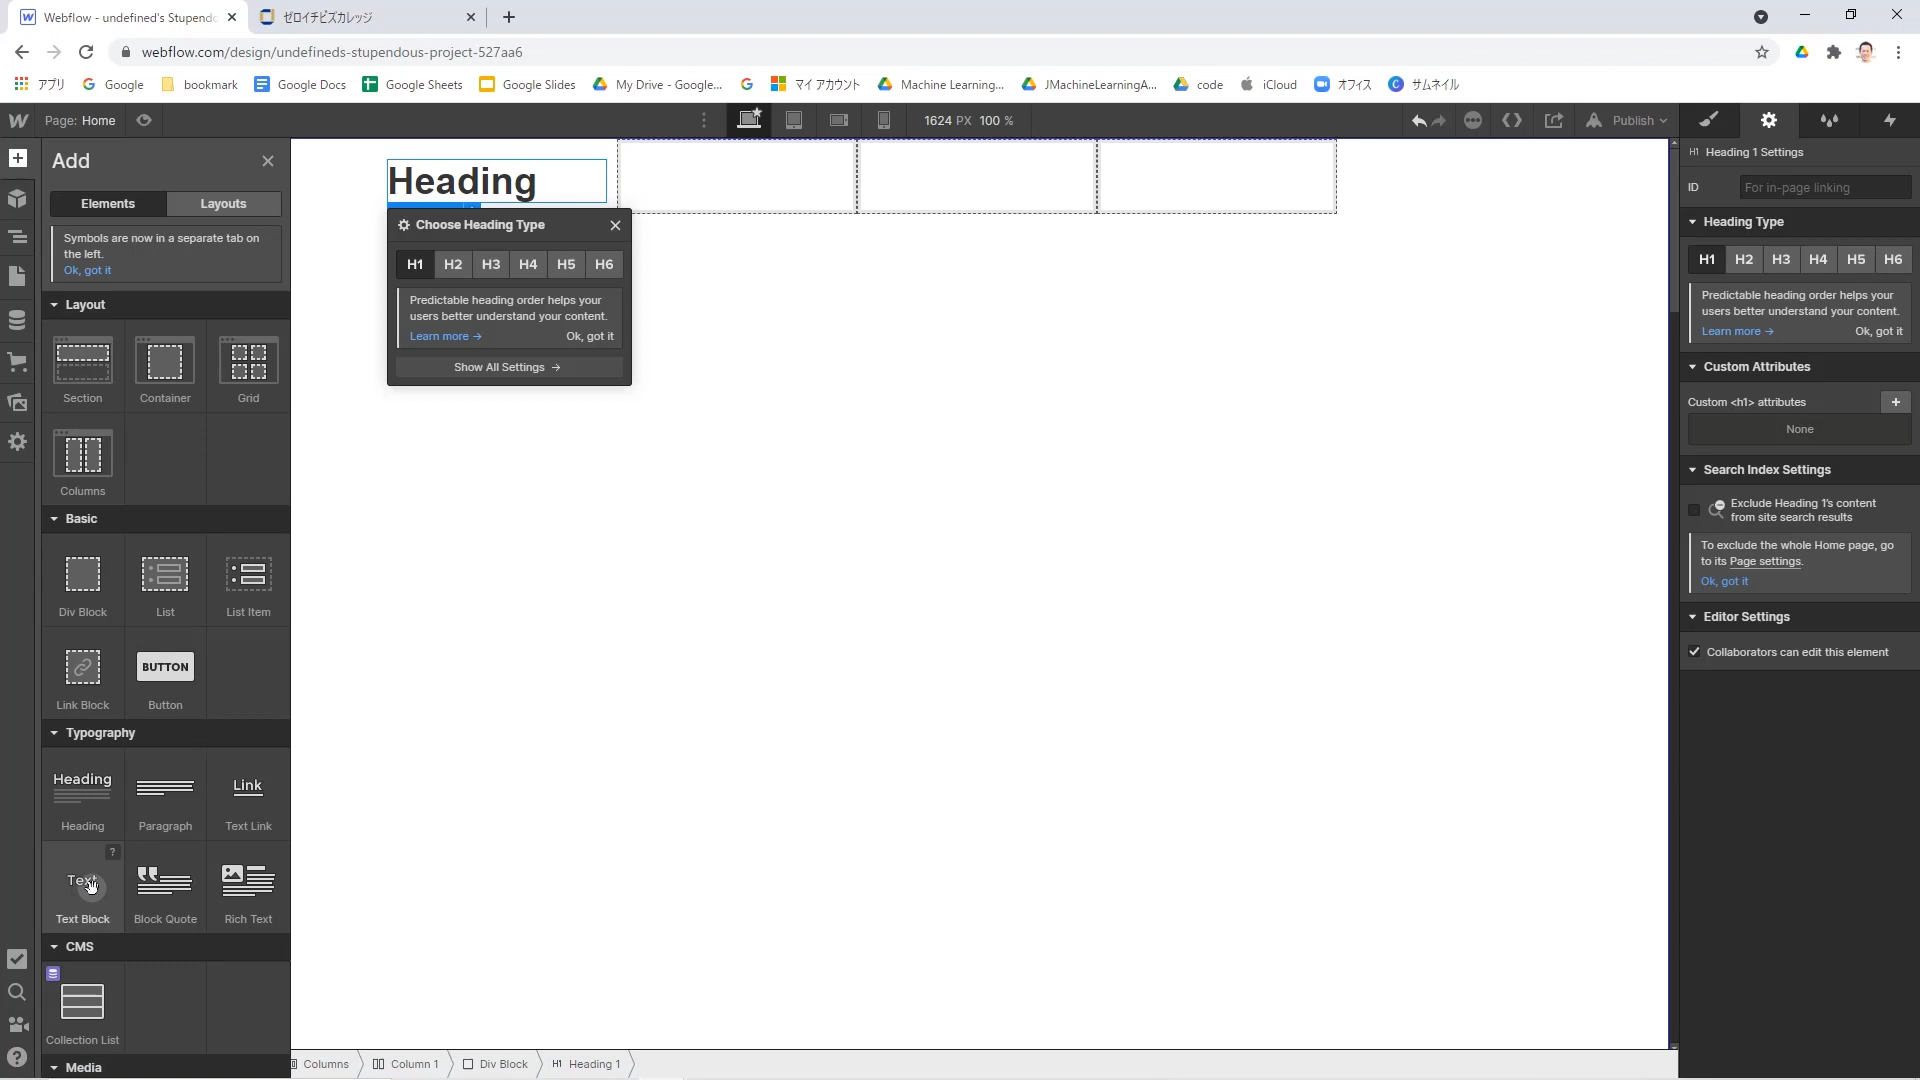 Webflow - undefined's Stupendo
ゼロイチビズカレッジ
webflow.com/design/undefineds-stupendous-project-527aa6
アプリ
Google
bookmark
Google Docs
Google Sheets
Google Slides
My Drive - Google...
マイ アカウント
Machine Learning...
JMachineLearningA...
code
iCloud
オフィス
サムネイル
Page: Home
1624 PX 100 %
Publish
Add
Elements
Layouts
Symbols are now in a separate tab on
the left.
Ok, got it
Layout
Section
Container
Grid
Columns
Basic
Div Block
List
List Item
BUTTON
Link Block
Button
Typography
Heading
Link
Heading
Paragraph
Text Link
?
Text
Text Block
Block Quote
Rich Text
CMS
Collection List
Media
Heading
Choose Heading Type
H1
H2
H3
H4
H5
H6
Predictable heading order helps your
users better understand your content.
Learn more →
Ok, got it
Show All Settings →
Columns
Column 1
Div Block
H1 Heading 1
H1 Heading 1 Settings
ID
For in-page linking
Heading Type
H1
H2
H3
H4
H5
H6
Predictable heading order helps your
users better understand your content.
Learn more →
Ok, got it
Custom Attributes
Custom <h1> attributes
None
Search Index Settings
Exclude Heading 1's content
from site search results
To exclude the whole Home page, go
to its Page settings.
Ok, got it
Editor Settings
Collaborators can edit this element